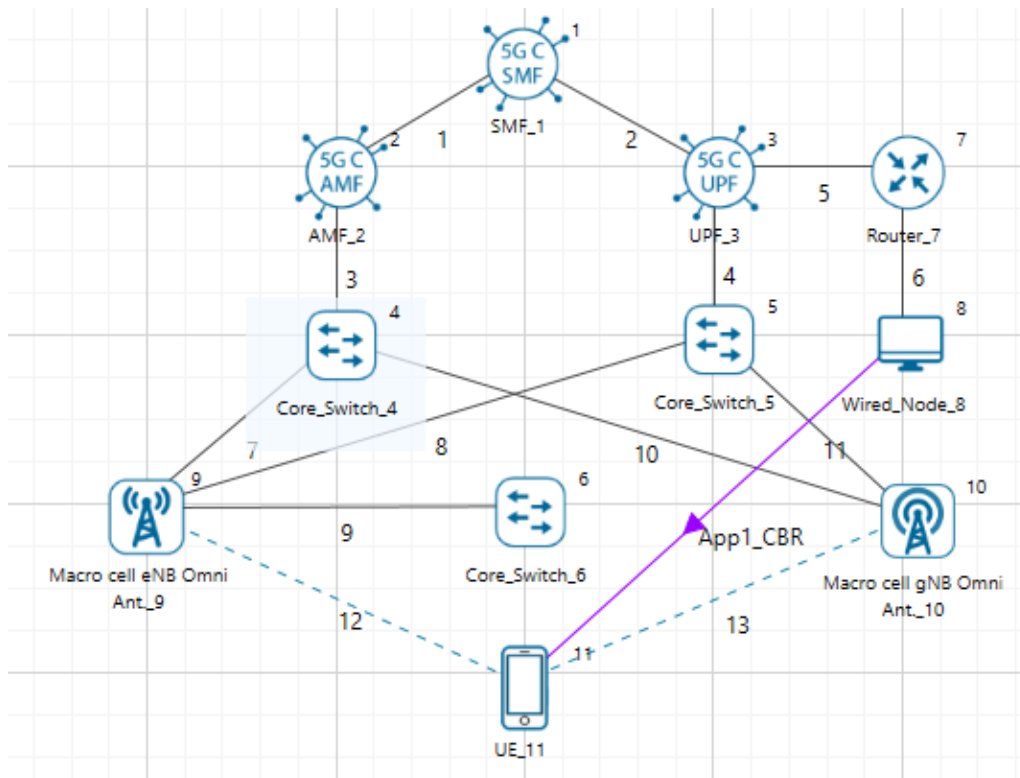 5G C
SMF
1
SMF_1
5G C
AMF
2
1
2
5G C
UPF
3
7
5
AMF_2
UPF_3
Router_7
3
4
6
4
5
8
Core_Switch_4
Core_Switch_5
Wired_Node_8
7
8
10
11
9
6
10
9
App1_CBR
Macro cell eNB Omni
Ant._9
Core_Switch_6
Macro cell gNB Omni
Ant._10
12
13
11
UE_11